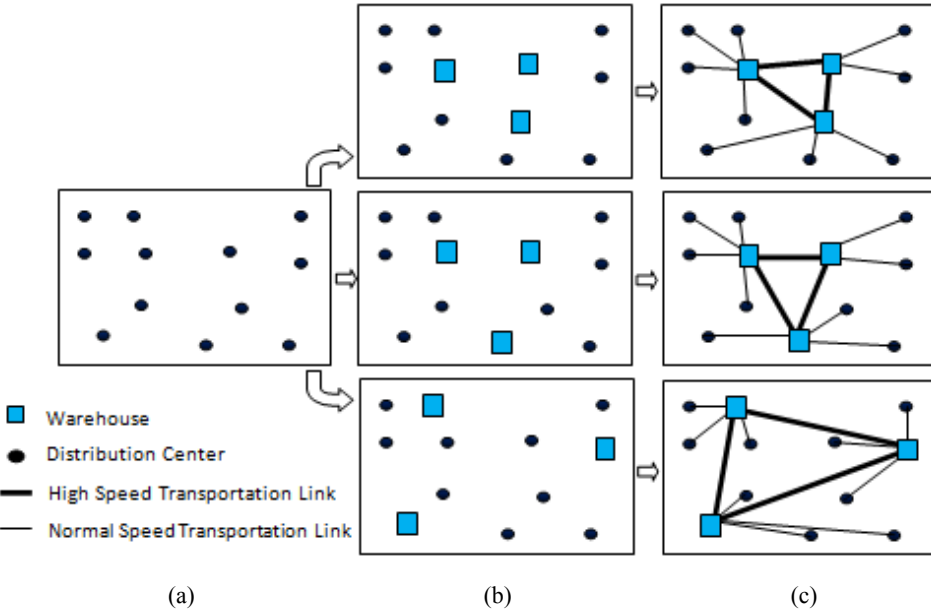 Warehouse
Distribution Center
High Speed Transportation Link
Normal Speed Transportation Link
(a) (b) (c)